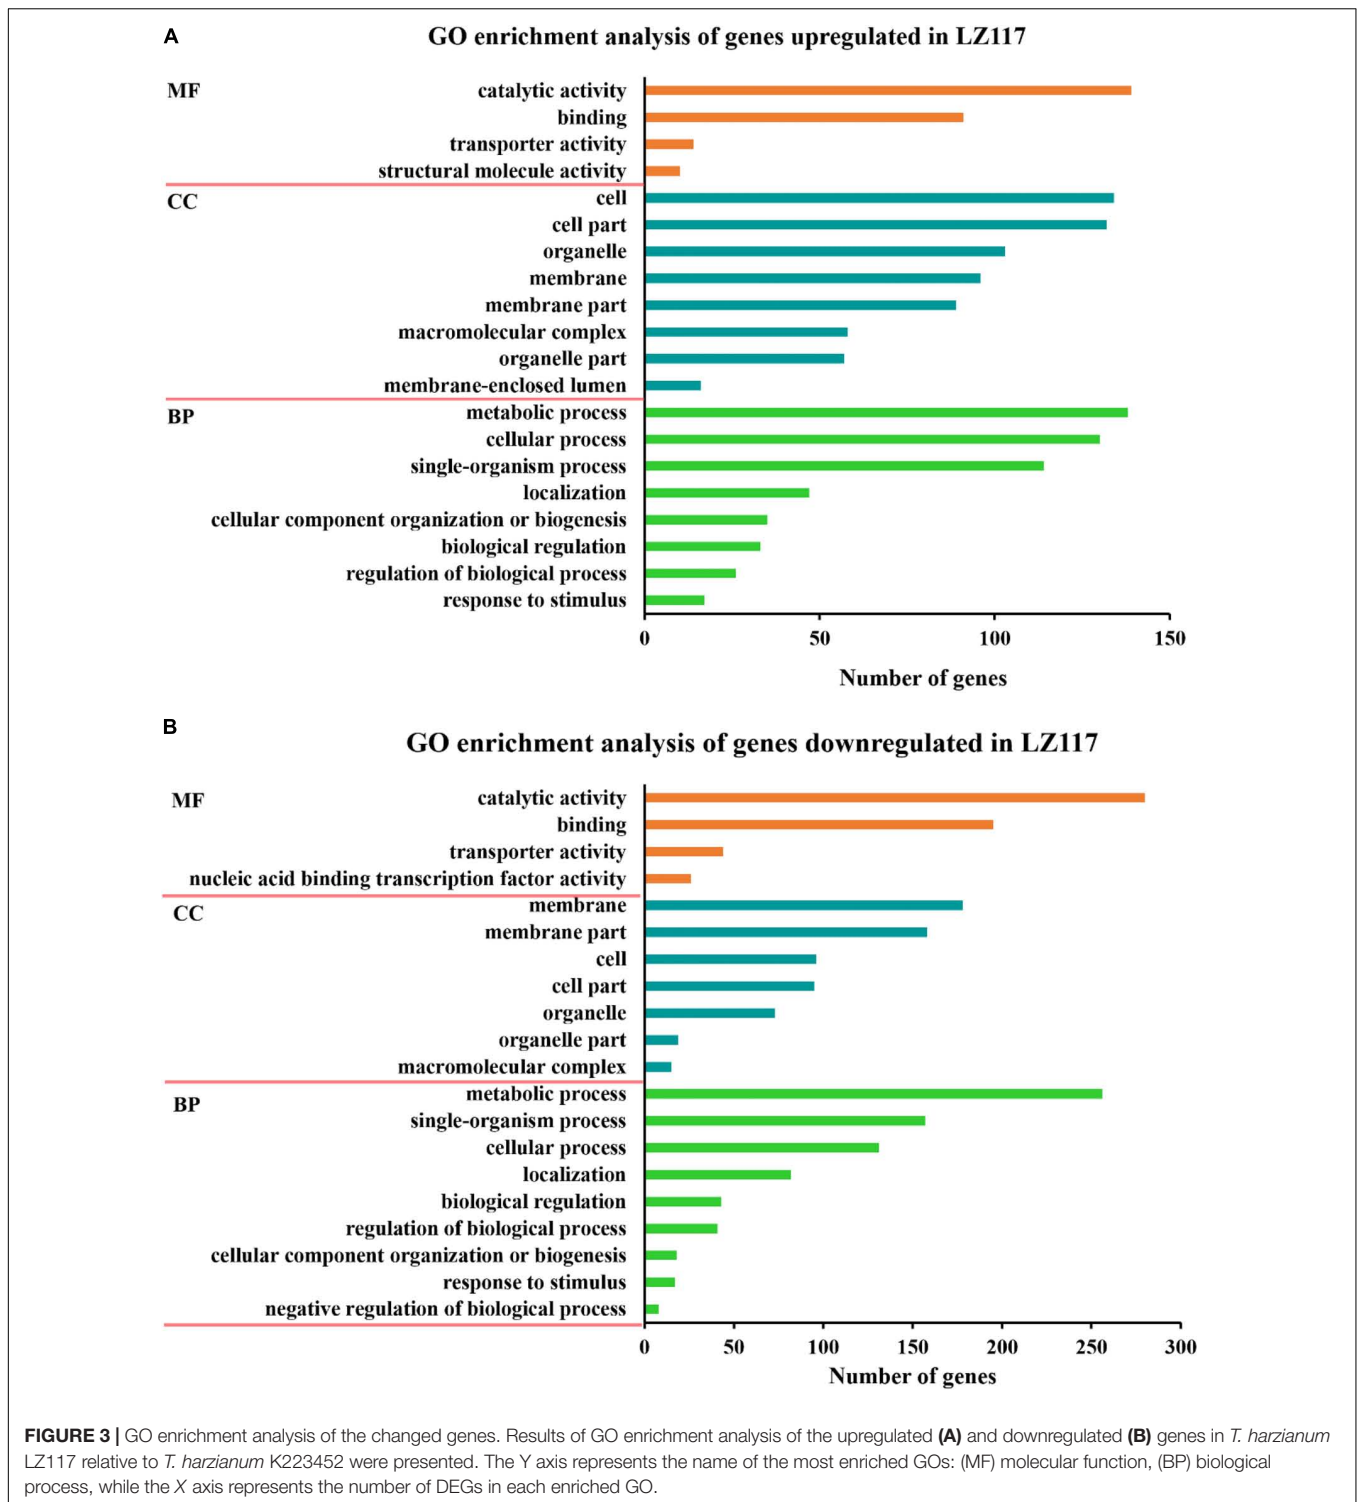 A
GO enrichment analysis of genes upregulated in LZ117
MF
catalytic activity
binding
transporter activity
structural molecule activity
CC
cell
cell part
organelle
membrane
membrane part
macromolecular complex
organelle part
membrane-enclosed lumen
BP
metabolic process
cellular process
single-organism process
localization
cellular component organization or biogenesis
biological regulation
regulation of biological process
response to stimulus
0 50 100 150
Number of genes
B
GO enrichment analysis of genes downregulated in LZ117
MF
catalytic activity
binding
transporter activity
nucleic acid binding transcription factor activity
CC
membrane
membrane part
cell
cell part
organelle
organelle part
macromolecular complex
BP
metabolic process
single-organism process
cellular process
localization
biological regulation
regulation of biological process
cellular component organization or biogenesis
response to stimulus
negative regulation of biological process
0 50 100 150 200 250 300
Number of genes
FIGURE 3 | GO enrichment analysis of the changed genes. Results of GO enrichment analysis of the upregulated (A) and downregulated (B) genes in T. harzianum
LZ117 relative to T. harzianum K223452 were presented. The Y axis represents the name of the most enriched GOs: (MF) molecular function, (BP) biological
process, while the X axis represents the number of DEGs in each enriched GO.